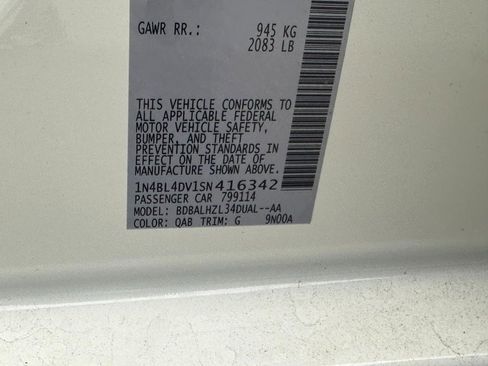 GAWR RR.: 945 KG
2083 LB
THIS VEHICLE CONFORMS TO
ALL APPLICABLE FEDERAL
MOTOR VEHICLE SAFETY,
BUMPER, AND THEFT
PREVENTION STANDARDS
IN EFFECT ON THE DATE OF
MANUFACTURE SHOWN ABOVE.
1N4BL4DV1SN416342
PASSENGER CAR 799114
MODEL: BDBALHZL34DUAL--AA
COLOR: QAB TRIM: G 9N00A